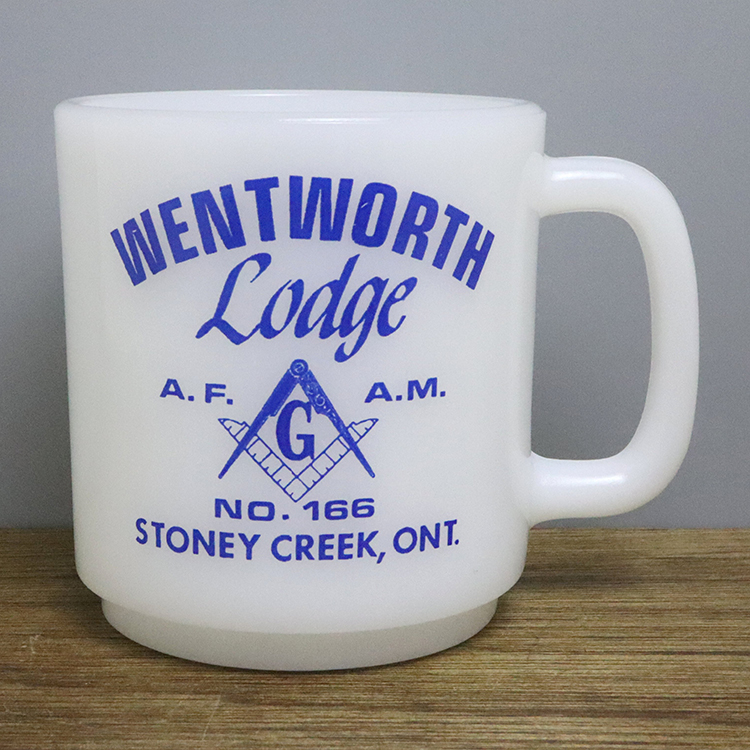 WENTWORTH
Lodge
A.F. A.M.
G
NO. 166
STONEY CREEK, ONT.